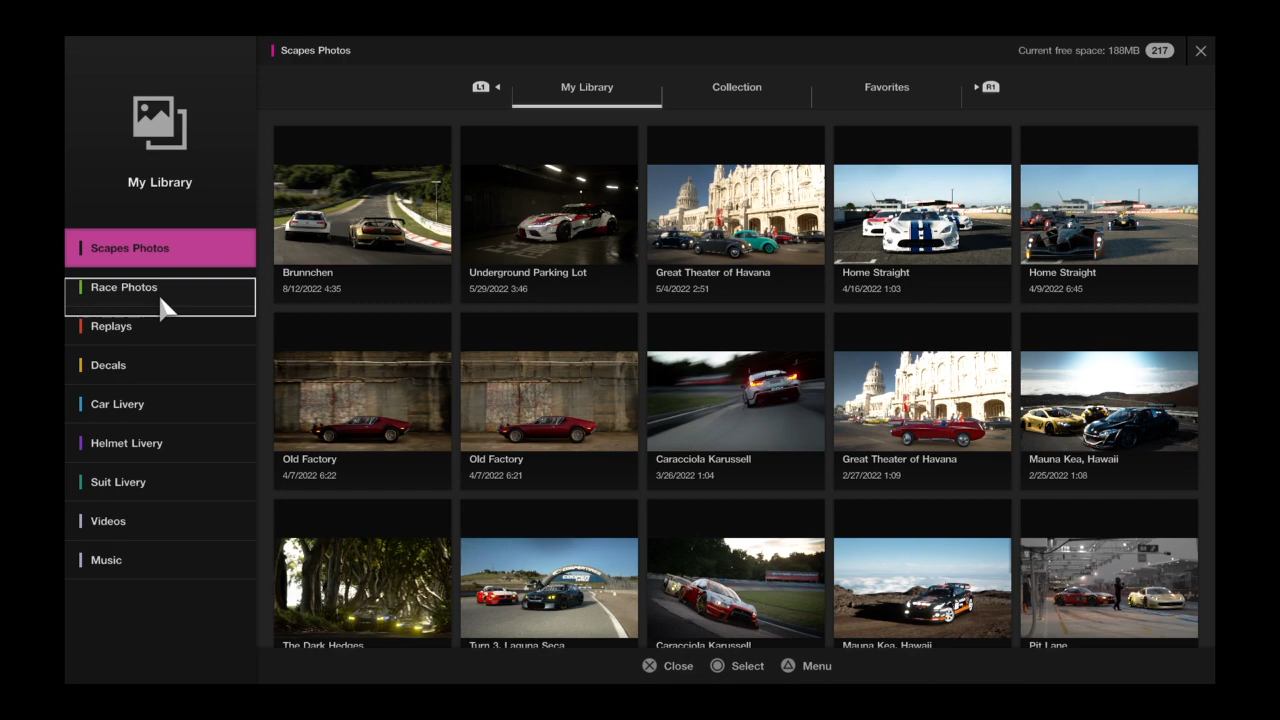 Scapes Photos
Current free space: 188MB 217
L1 My Library Collection Favorites R1
My Library
Scapes Photos
Race Photos
Replays
Decals
Car Livery
Helmet Livery
Suit Livery
Videos
Music
Brunnchen
8/12/2022 4:35
Underground Parking Lot
5/29/2022 3:46
Great Theater of Havana
5/4/2022 2:51
Home Straight
4/16/2022 1:03
Home Straight
4/9/2022 6:45
Old Factory
4/7/2022 6:22
Old Factory
4/7/2022 6:21
Caracciola Karussell
3/26/2022 1:04
Great Theater of Havana
2/27/2022 1:09
Mauna Kea, Hawaii
2/25/2022 1:08
The Dark Hedges
Turn 3, Laguna Seca
Caracciola Karussell
Mauna Kea, Hawaii
Pit Lane
Close Select Menu